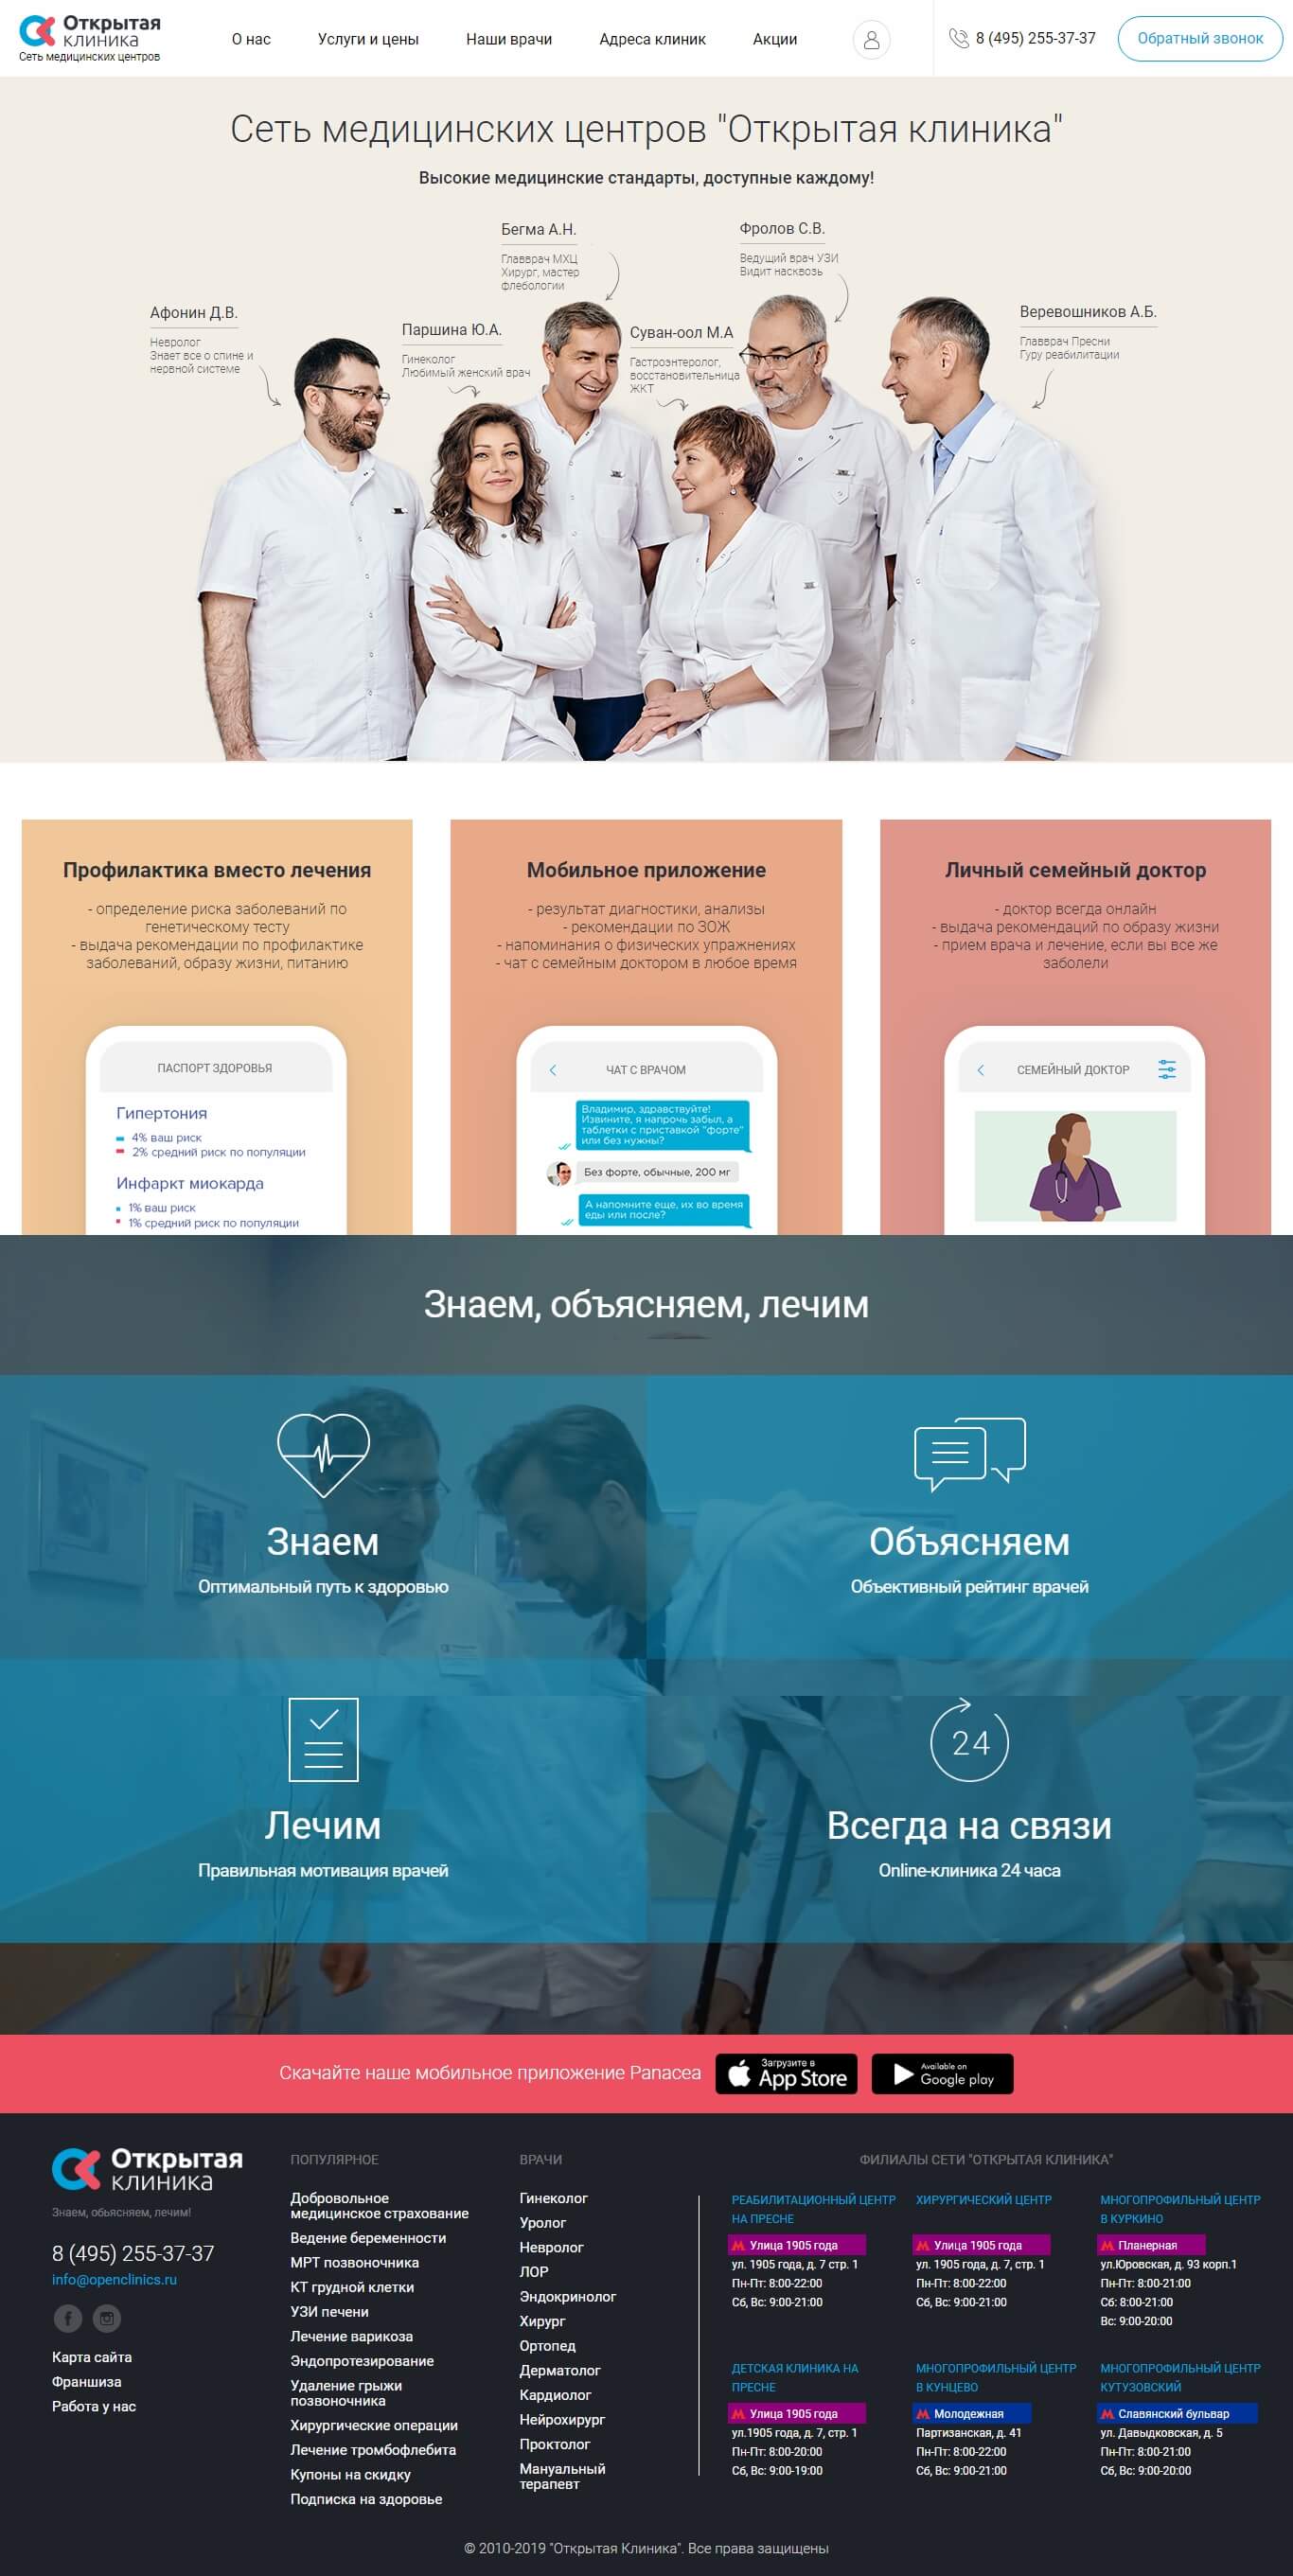 Открытая
клиника
Сеть медицинских центров
О нас
Услуги и цены
Наши врачи
Адреса клиник
Акции
8 (495) 255-37-37
Обратный звонок
Сеть медицинских центров "Открытая клиника"
Высокие медицинские стандарты, доступные каждому!
Бегма А.Н.
Главврач МХЦ
Хирург, мастер
флебологии
Фролов С.В.
Ведущий врач УЗИ
Видит насквозь
Афонин Д.В.
Невролог
Знает все о спине и
нервной системе
Паршина Ю.А.
Гинеколог
Любимый женский врач
Суван-оол М.А
Гастроэнтеролог,
восстановительница
ЖКТ
Веревошников А.Б.
Главврач Пресни
Гуру реабилитации
Профилактика вместо лечения
- определение риска заболеваний по
генетическому тесту
- выдача рекомендации по профилактике
заболеваний, образу жизни, питанию
ПАСПОРТ ЗДОРОВЬЯ
Гипертония
4% ваш риск
2% средний риск по популяции
Инфаркт миокарда
1% ваш риск
1% средний риск по популяции
Мобильное приложение
- результат диагностики, анализы
- рекомендации по ЗОЖ
- напоминания о физических упражнениях
- чат с семейным доктором в любое время
ЧАТ С ВРАЧОМ
Владимир, здравствуйте!
Извините, я напрочь забыл, а
таблетки с приставкой "форте"
или без нужны?
Без форте, обычные, 200 мг
А напомните еще, их во время
еды или после?
Личный семейный доктор
- доктор всегда онлайн
- выдача рекомендаций по образу жизни
- прием врача и лечение, если вы все же
заболели
СЕМЕЙНЫЙ ДОКТОР
Знаем, объясняем, лечим
Знаем
Оптимальный путь к здоровью
Объясняем
Объективный рейтинг врачей
Лечим
Правильная мотивация врачей
24
Всегда на связи
Online-клиника 24 часа
Скачайте наше мобильное приложение Panacea
Загрузите в
App Store
Available on
Google play
Открытая
клиника
Знаем, обьясняем, лечим!
8 (495) 255-37-37
info@openclinics.ru
Карта сайта
Франшиза
Работа у нас
ПОПУЛЯРНОЕ
Добровольное
медицинское страхование
Ведение беременности
МРТ позвоночника
КТ грудной клетки
УЗИ печени
Лечение варикоза
Эндопротезирование
Удаление грыжи
позвоночника
Хирургические операции
Лечение тромбофлебита
Купоны на скидку
Подписка на здоровье
ВРАЧИ
Гинеколог
Уролог
Невролог
ЛОР
Эндокринолог
Хирург
Ортопед
Дерматолог
Кардиолог
Нейрохирург
Проктолог
Мануальный
терапевт
ФИЛИАЛЫ СЕТИ "ОТКРЫТАЯ КЛИНИКА"
РЕАБИЛИТАЦИОННЫЙ ЦЕНТР
НА ПРЕСНЕ
Улица 1905 года
ул. 1905 года, д. 7 стр. 1
Пн-Пт: 8:00-22:00
Сб, Вс: 9:00-21:00
ХИРУРГИЧЕСКИЙ ЦЕНТР
Улица 1905 года
ул. 1905 года, д. 7, стр. 1
Пн-Пт: 8:00-22:00
Сб, Вс: 9:00-21:00
МНОГОПРОФИЛЬНЫЙ ЦЕНТР
В КУРКИНО
Планерная
ул.Юровская, д. 93 корп.1
Пн-Пт: 8:00-21:00
Сб: 8:00-21:00
Вс: 9:00-20:00
ДЕТСКАЯ КЛИНИКА НА
ПРЕСНЕ
Улица 1905 года
ул.1905 года, д. 7, стр. 1
Пн-Пт: 8:00-20:00
Сб, Вс: 9:00-19:00
МНОГОПРОФИЛЬНЫЙ ЦЕНТР
В КУНЦЕВО
Молодежная
Партизанская, д. 41
Пн-Пт: 8:00-22:00
Сб, Вс: 9:00-21:00
МНОГОПРОФИЛЬНЫЙ ЦЕНТР
КУТУЗОВСКИЙ
Славянский бульвар
ул. Давыдковская, д. 5
Пн-Пт: 8:00-21:00
Сб, Вс: 9:00-20:00
© 2010-2019 "Открытая Клиника". Все права защищены